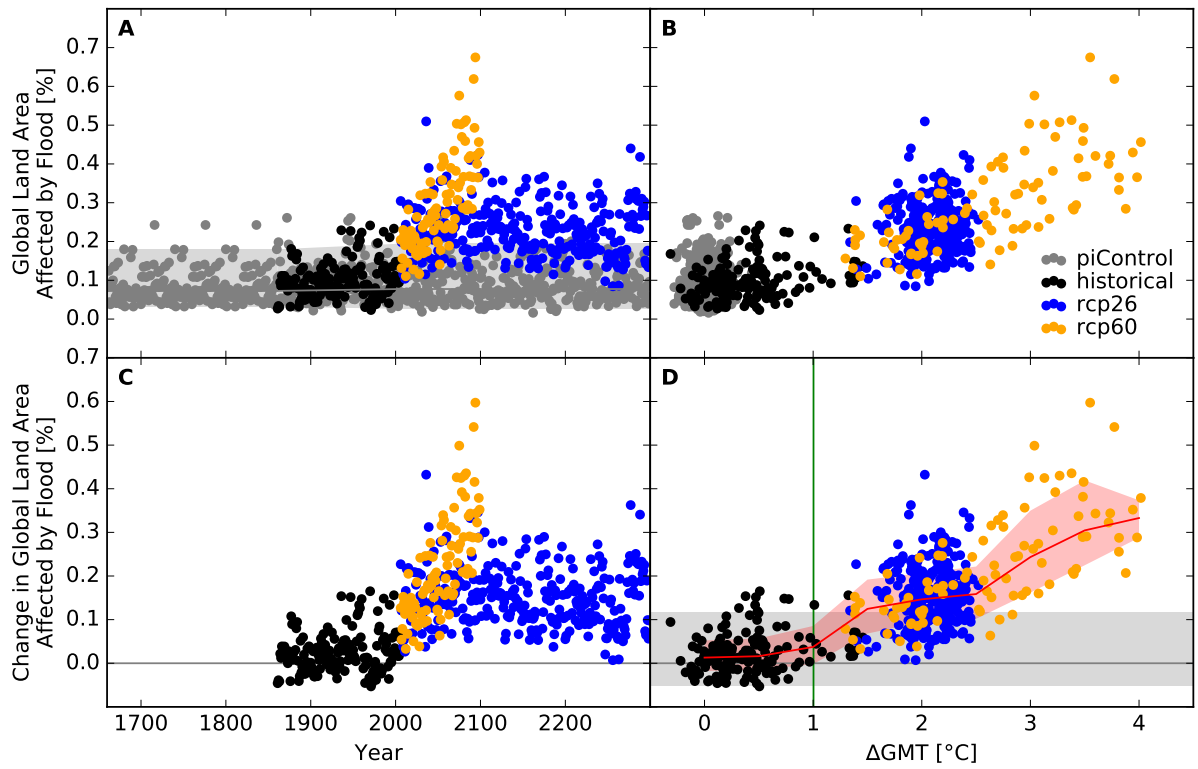 A
B
Global Land Area
Affected by Flood [%]
0.7
0.6
0.5
0.4
0.3
0.2
0.1
0.0
piControl
historical
rcp26
rcp60
C
D
Change in Global Land Area
Affected by Flood [%]
0.7
0.6
0.5
0.4
0.3
0.2
0.1
0.0
1700 1800 1900 2000 2100 2200
0 1 2 3 4
Year
ΔGMT [°C]